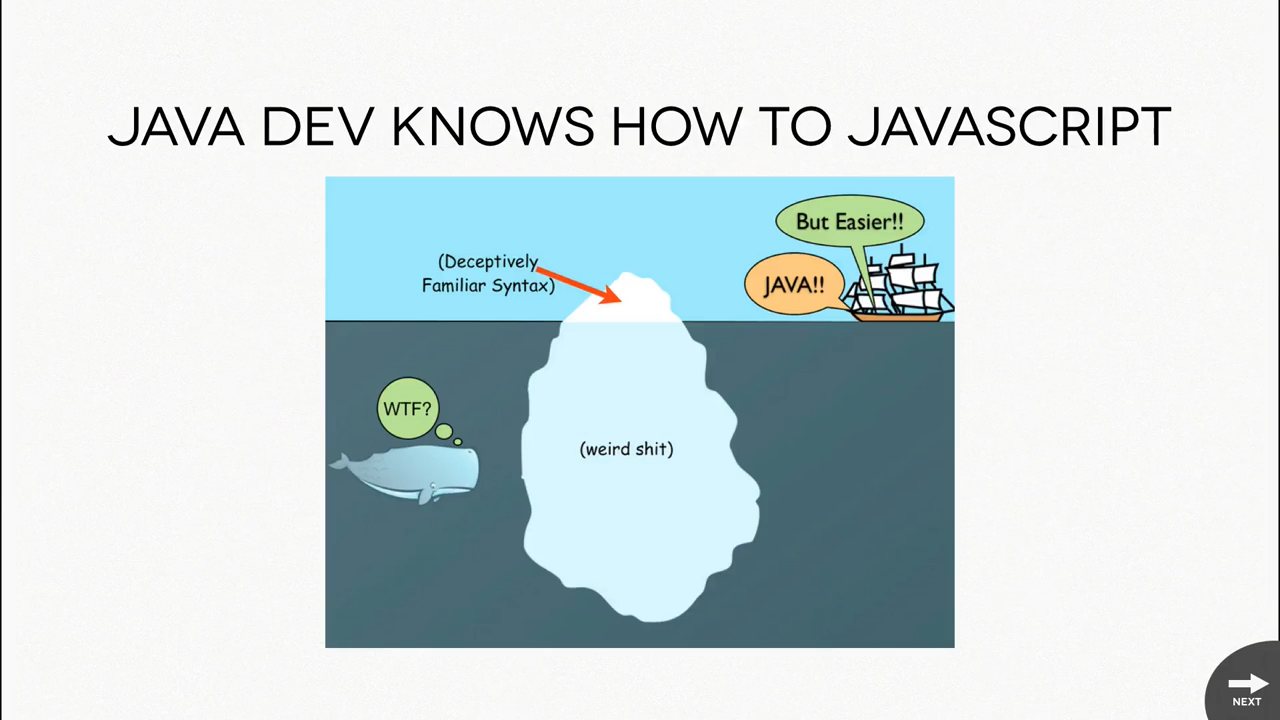 JAVA DEV KNOWS HOW TO JAVASCRIPT
But Easier!!
(Deceptively
Familiar Syntax)
JAVA!!
WTF?
(weird shit)
NEXT